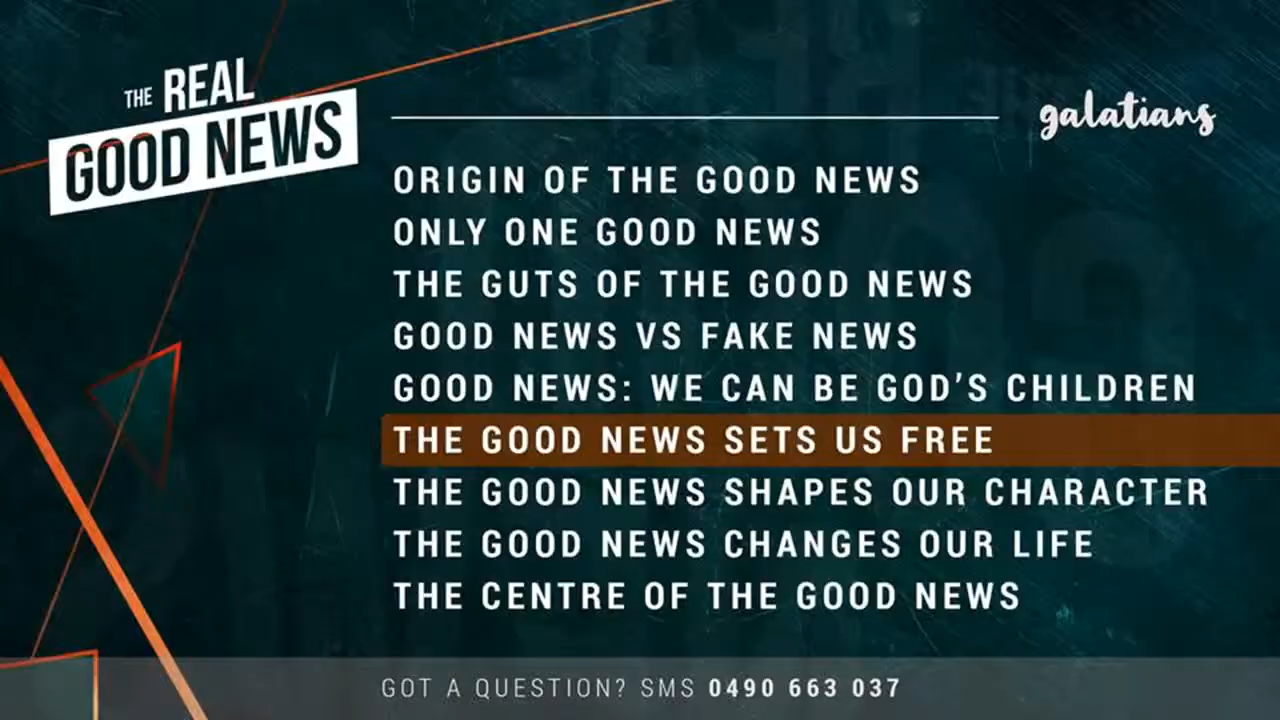 THE REAL
GOOD NEWS
galatians
ORIGIN OF THE GOOD NEWS
ONLY ONE GOOD NEWS
THE GUTS OF THE GOOD NEWS
GOOD NEWS VS FAKE NEWS
GOOD NEWS: WE CAN BE GOD'S CHILDREN
THE GOOD NEWS SETS US FREE
THE GOOD NEWS SHAPES OUR CHARACTER
THE GOOD NEWS CHANGES OUR LIFE
THE CENTRE OF THE GOOD NEWS
GOT A QUESTION? SMS 0490 663 037